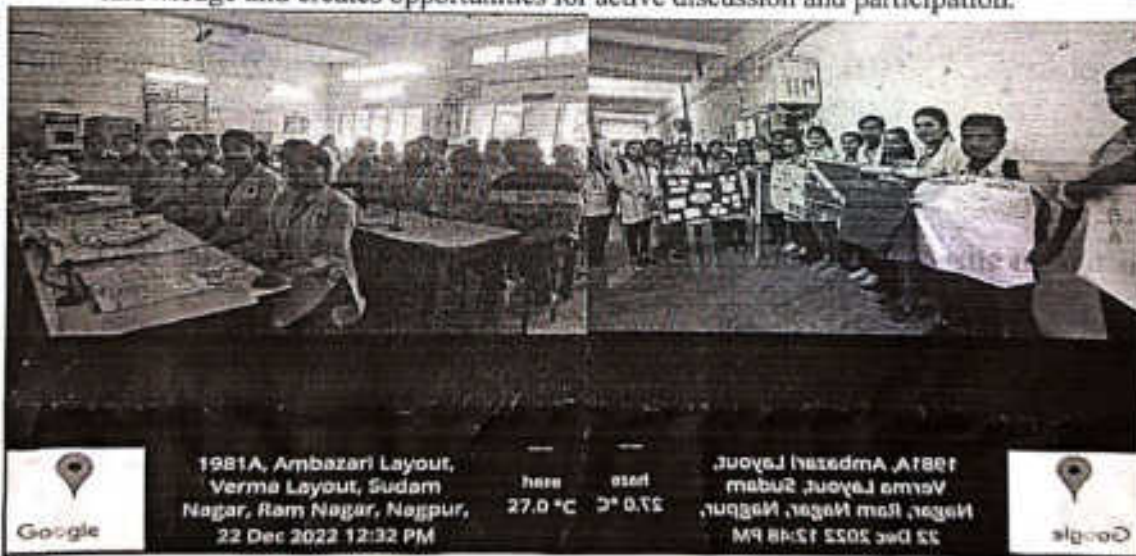 knowledge and creates opportunities for active discussion and participation.
1981A, Ambazari Layout,
Verma Layout, Sudam
Nagar, Ram Nagar, Nagpur,
22 Dec 2022 12:32 PM
haze
27.0 °C
Google
haze
27.0 °C
1981A, Ambazari Layout,
Verma Layout, Sudam
Nagar, Ram Nagar, Nagpur,
22 Dec 2022 12:48 PM
Google